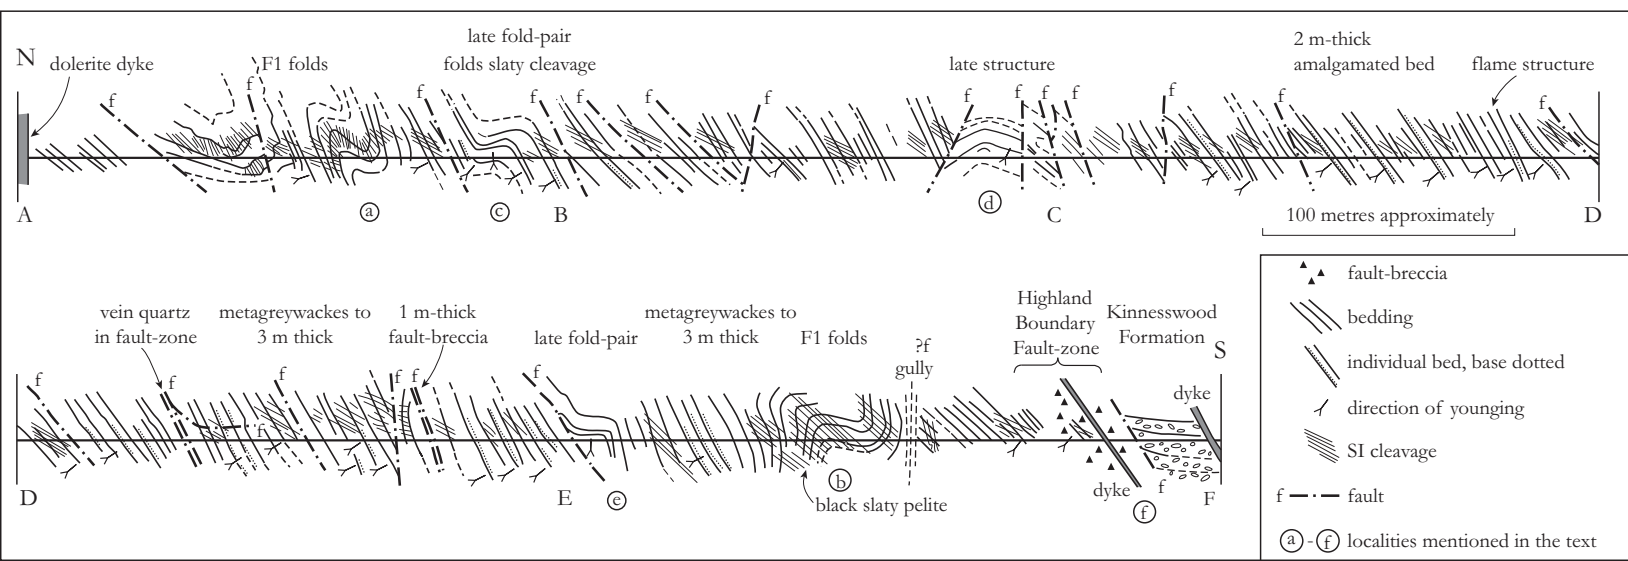 N
dolerite dyke
f
F1 folds
f
late fold-pair
folds slaty cleavage
f
f
f
f
f
late structure
f
f
f
f
f
2 m-thick
amalgamated bed
f
flame structure
f
A
a
c
B
d
C
100 metres approximately
D
f
vein quartz
in fault-zone
f
metagreywackes to
3 m thick
f
f
1 m-thick
fault-breccia
f
f
late fold-pair
f
metagreywackes to
3 m thick
F1 folds
?f
gully
Highland
Boundary
Fault-zone
Kinnesswood
Formation
S
dyke
D
E
e
b
black slaty pelite
dyke
f
f
F
fault-breccia
bedding
individual bed, base dotted
direction of younging
SI cleavage
f fault
a - f localities mentioned in the text